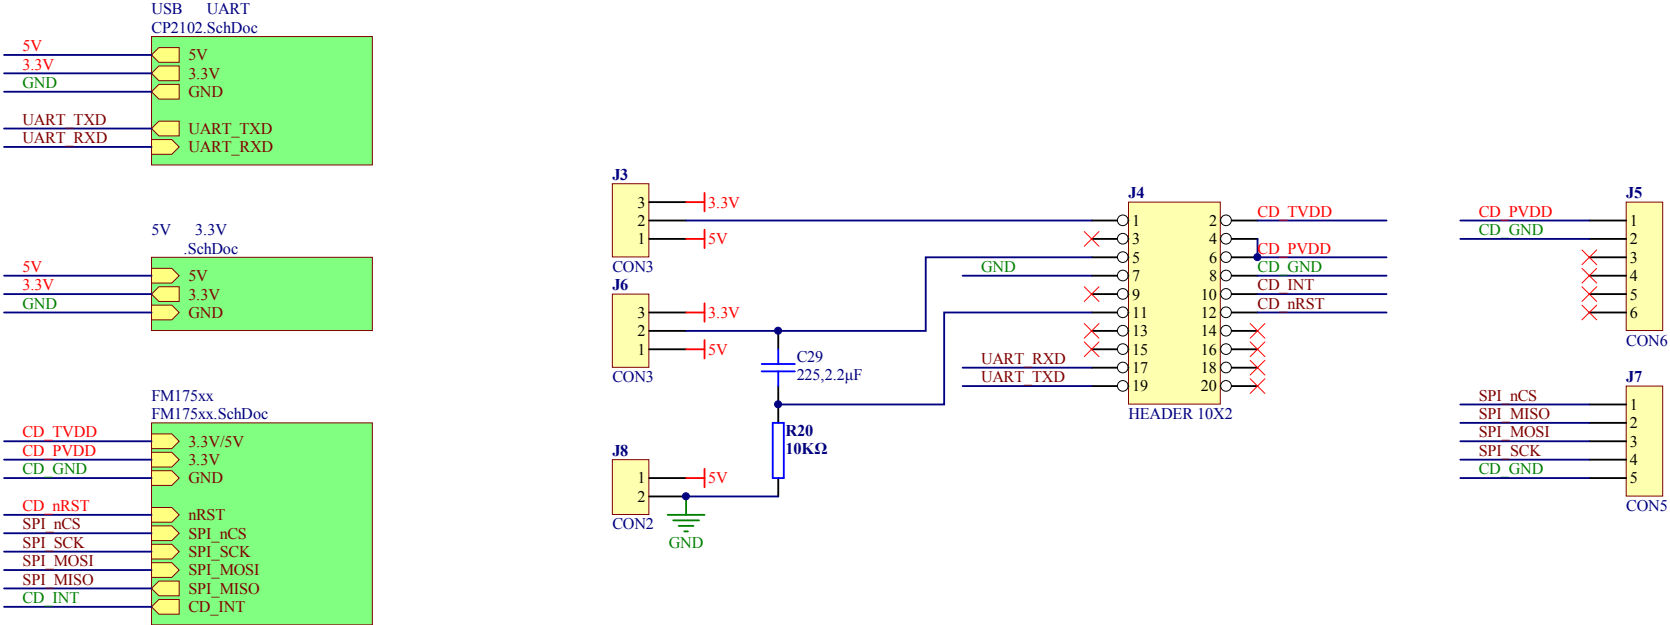 USB UART
CP2102.SchDoc
5V
5V
3.3V
3.3V
GND
GND
UART_TXD
UART_TXD
UART_RXD
UART_RXD
5V 3.3V
.SchDoc
5V
5V
3.3V
3.3V
GND
GND
FM175xx
FM175xx.SchDoc
CD_TVDD
3.3V/5V
CD_PVDD
3.3V
CD_GND
GND
CD_nRST
nRST
SPI_nCS
SPI_nCS
SPI_SCK
SPI_SCK
SPI_MOSI
SPI_MOSI
SPI_MISO
SPI_MISO
CD_INT
CD_INT
J3
3 3.3V
2
1 5V
CON3
J6
3 3.3V
2
1 5V
CON3
C29
225,2.2μF
R20
10KΩ
J8
1 5V
2
CON2
GND
J4
1 2 CD_TVDD
3 4
5 6 CD_PVDD
GND 7 8 CD_GND
9 10 CD_INT
11 12 CD_nRST
13 14
15 16
UART_RXD 17 18
UART_TXD 19 20
HEADER 10X2
J5
CD_PVDD 1
CD_GND 2
3
4
5
6
CON6
J7
SPI_nCS 1
SPI_MISO 2
SPI_MOSI 3
SPI_SCK 4
CD_GND 5
CON5